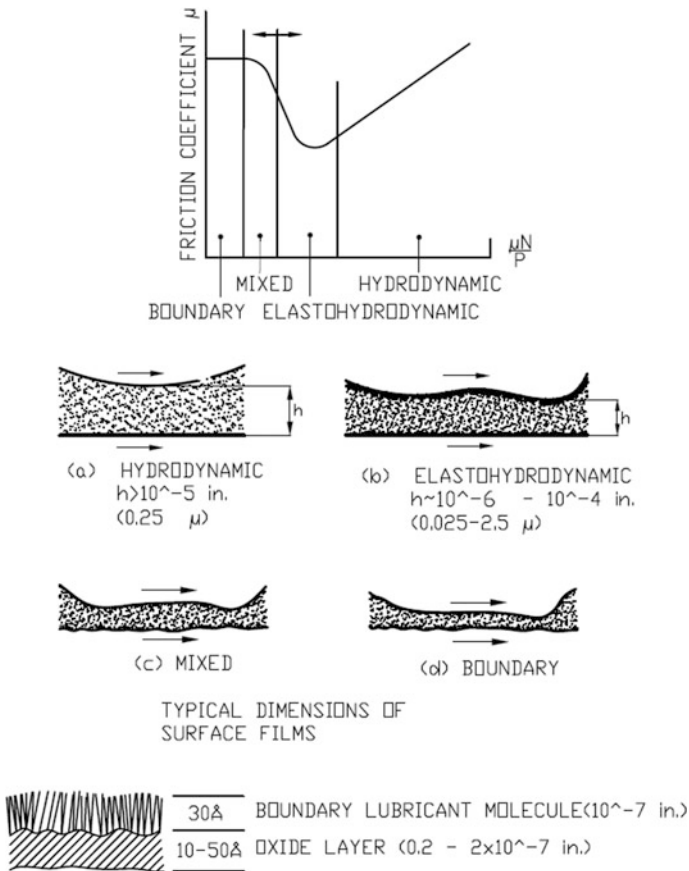 FRICTION COEFFICIENT μ
μN
P
MIXED HYDRODYNAMIC
BOUNDARY ELASTOHYDRODYNAMIC
h
h
(a) HYDRODYNAMIC
h>10^-5 in.
(0.25 μ)
(b) ELASTOHYDRODYNAMIC
h~10^-6 - 10^-4 in.
(0.025-2.5 μ)
(c) MIXED
(d) BOUNDARY
TYPICAL DIMENSIONS OF
SURFACE FILMS
30Å BOUNDARY LUBRICANT MOLECULE(10^-7 in.)
10-50Å OXIDE LAYER (0.2 - 2x10^-7 in.)